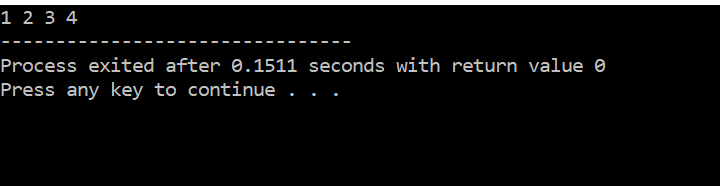 1 2 3 4
--------------------------------
Process exited after 0.1511 seconds with return value 0
Press any key to continue . . .